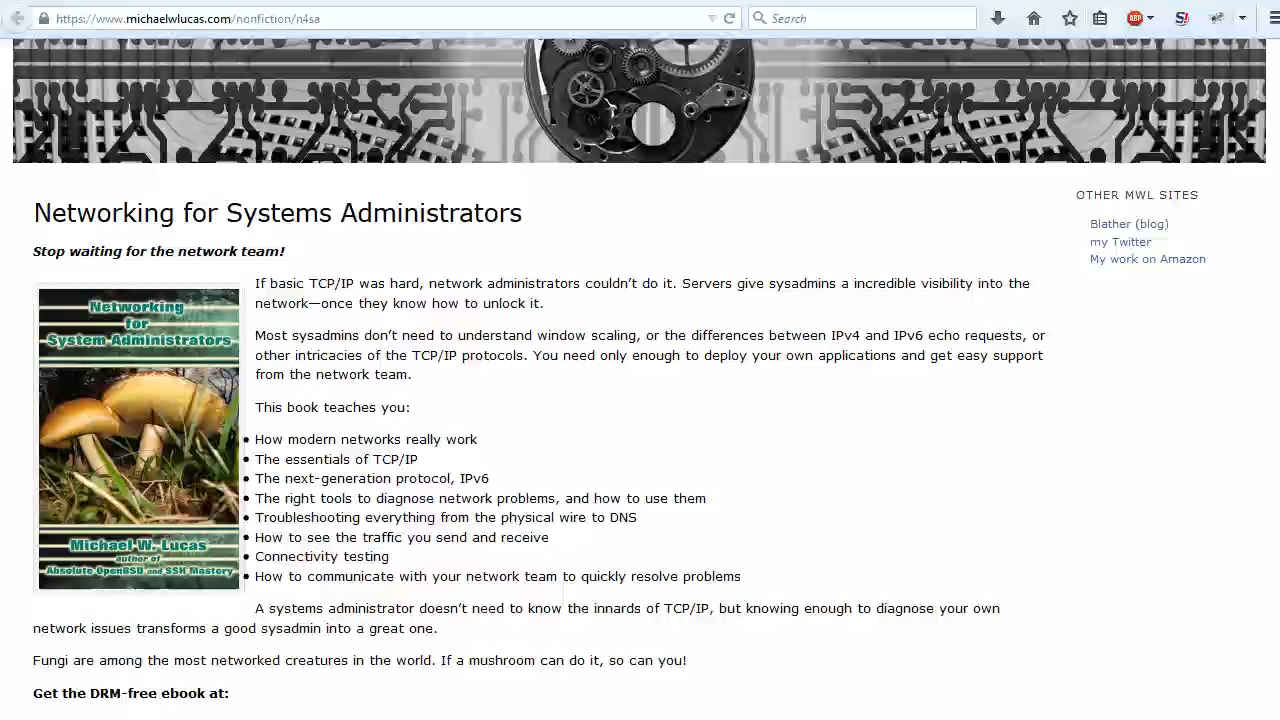 https://www.michaelwlucas.com/nonfiction/n4sa
Search
ABP
S!
Networking for Systems Administrators
OTHER MWL SITES
Blather (blog)
my Twitter
My work on Amazon
Stop waiting for the network team!
Networking
for
System Administrators
Michael W. Lucas
author of
Absolute OpenBSD and SSH Mastery
If basic TCP/IP was hard, network administrators couldn’t do it. Servers give sysadmins a incredible visibility into the
network—once they know how to unlock it.
Most sysadmins don’t need to understand window scaling, or the differences between IPv4 and IPv6 echo requests, or
other intricacies of the TCP/IP protocols. You need only enough to deploy your own applications and get easy support
from the network team.
This book teaches you:
• How modern networks really work
• The essentials of TCP/IP
• The next-generation protocol, IPv6
• The right tools to diagnose network problems, and how to use them
• Troubleshooting everything from the physical wire to DNS
• How to see the traffic you send and receive
• Connectivity testing
• How to communicate with your network team to quickly resolve problems
A systems administrator doesn’t need to know the innards of TCP/IP, but knowing enough to diagnose your own
network issues transforms a good sysadmin into a great one.
Fungi are among the most networked creatures in the world. If a mushroom can do it, so can you!
Get the DRM-free ebook at: